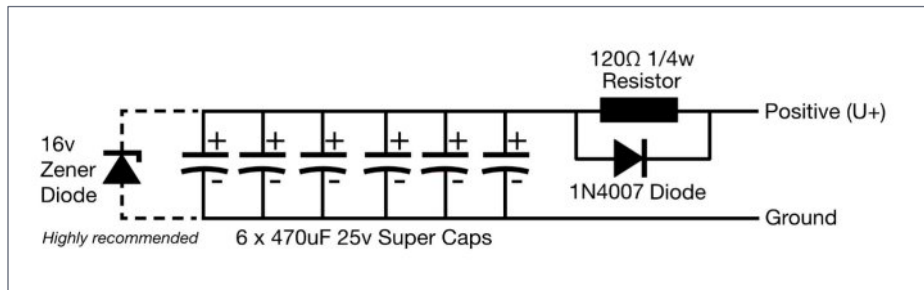 120Ω 1/4w
Resistor
Positive (U+)
16v
Zener
Diode
+ + + + + +
- - - - - -
1N4007 Diode
Ground
Highly recommended
6 x 470uF 25v Super Caps